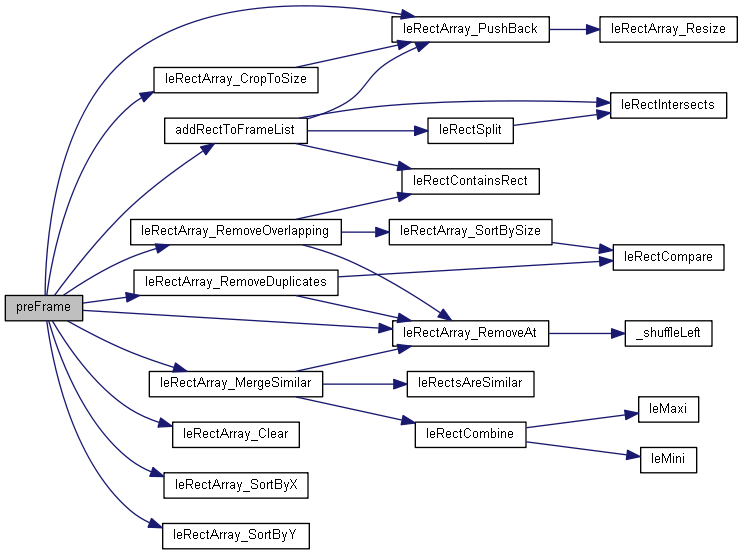 leRectArray_PushBack
leRectArray_Resize
leRectArray_CropToSize
leRectIntersects
addRectToFrameList
leRectSplit
leRectContainsRect
leRectArray_RemoveOverlapping
leRectArray_SortBySize
leRectCompare
leRectArray_RemoveDuplicates
preFrame
leRectArray_RemoveAt
_shuffleLeft
leRectArray_MergeSimilar
leRectsAreSimilar
leMaxi
leRectArray_Clear
leRectCombine
leMini
leRectArray_SortByX
leRectArray_SortByY